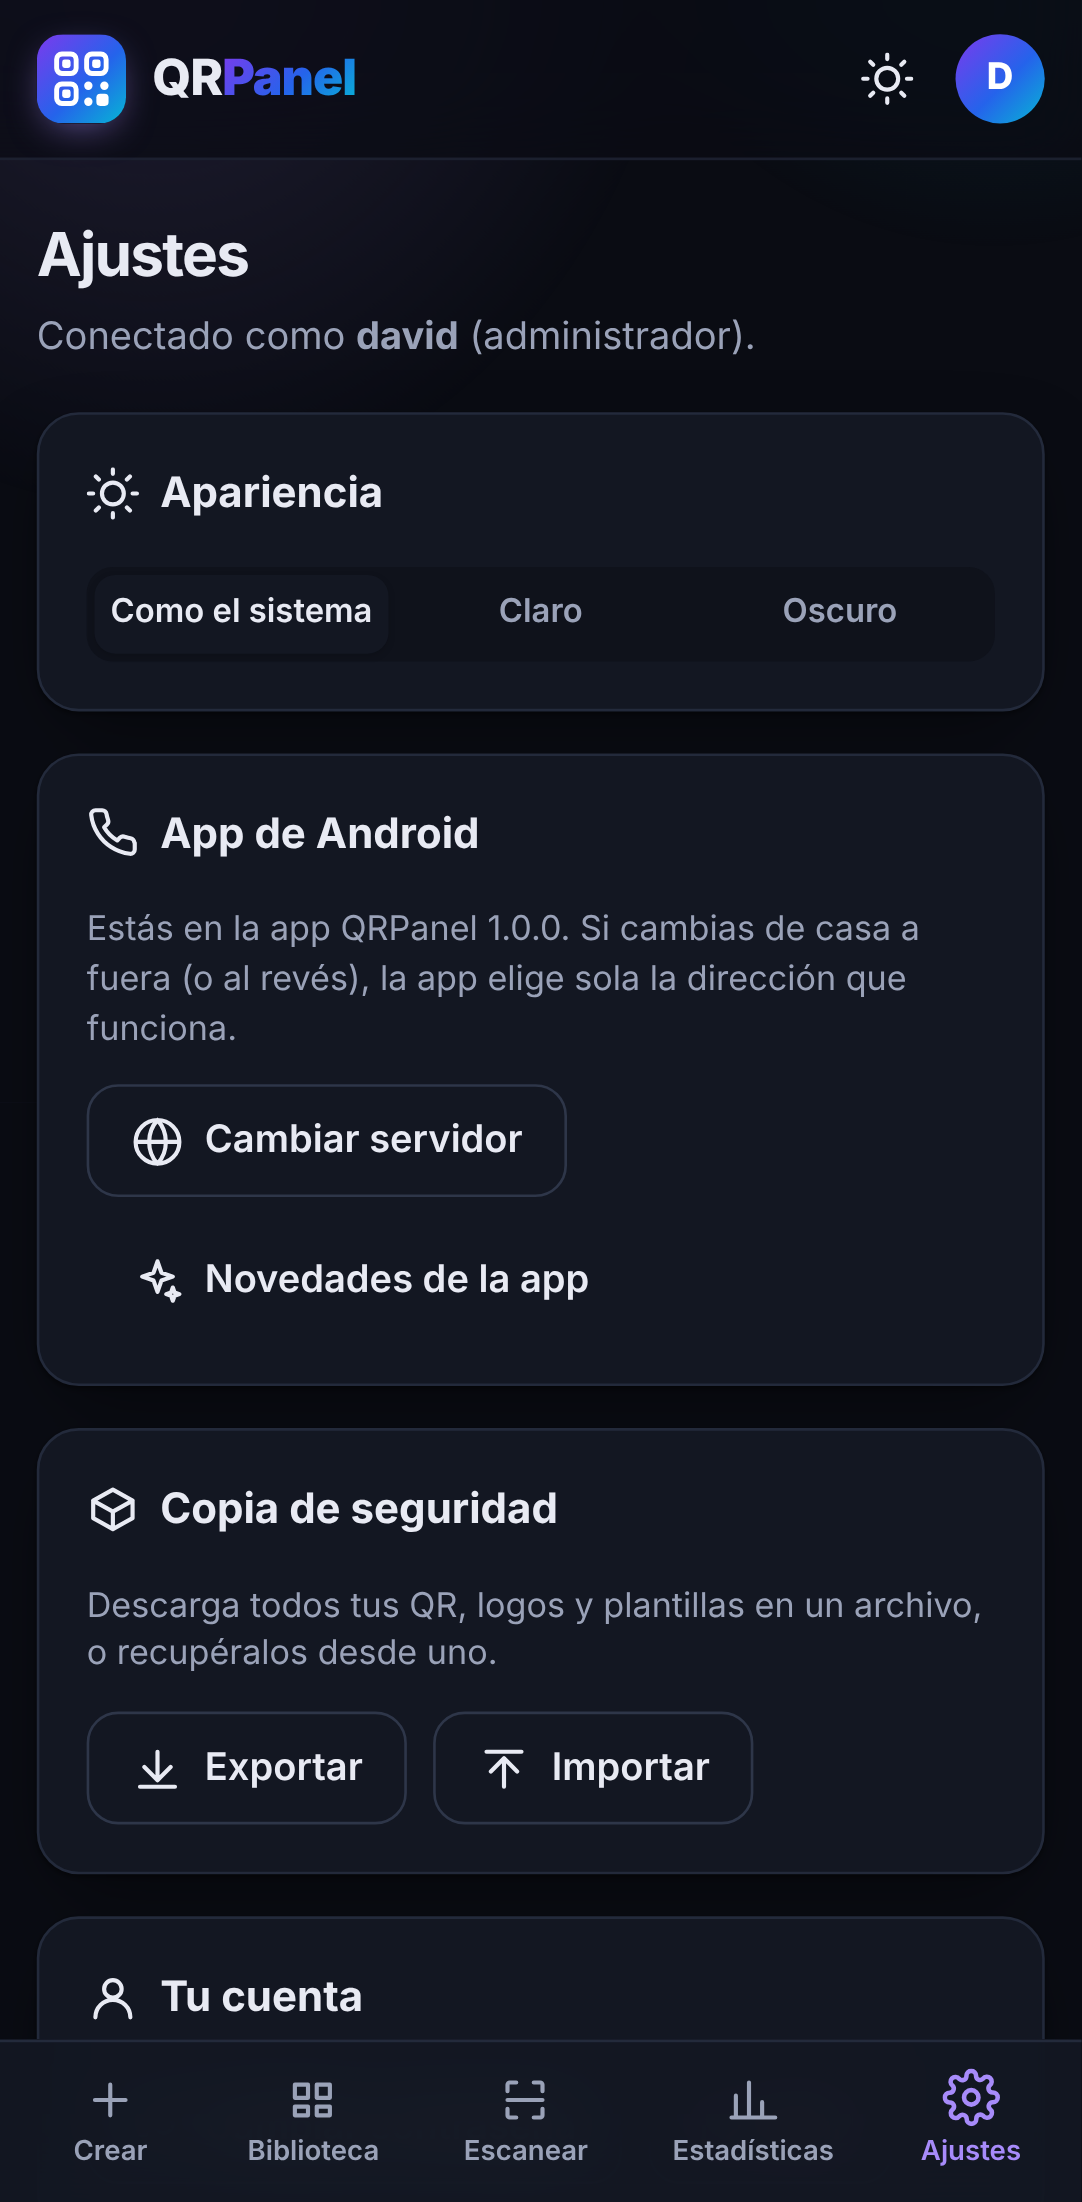 QRPanel
D
Ajustes
Conectado como david (administrador).
Apariencia
Como el sistema Claro Oscuro
App de Android
Estás en la app QRPanel 1.0.0. Si cambias de casa a
fuera (o al revés), la app elige sola la dirección que
funciona.
Cambiar servidor
Novedades de la app
Copia de seguridad
Descarga todos tus QR, logos y plantillas en un archivo,
o recupéralos desde uno.
Exportar Importar
Tu cuenta
Crear Biblioteca Escanear Estadísticas Ajustes